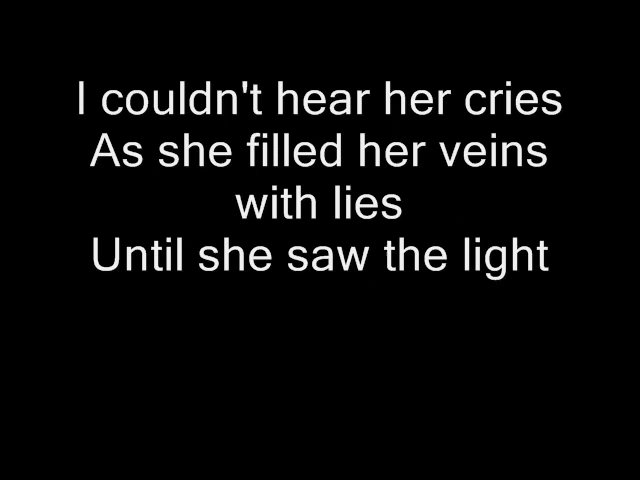 I couldn't hear her cries
As she filled her veins
with lies
Until she saw the light